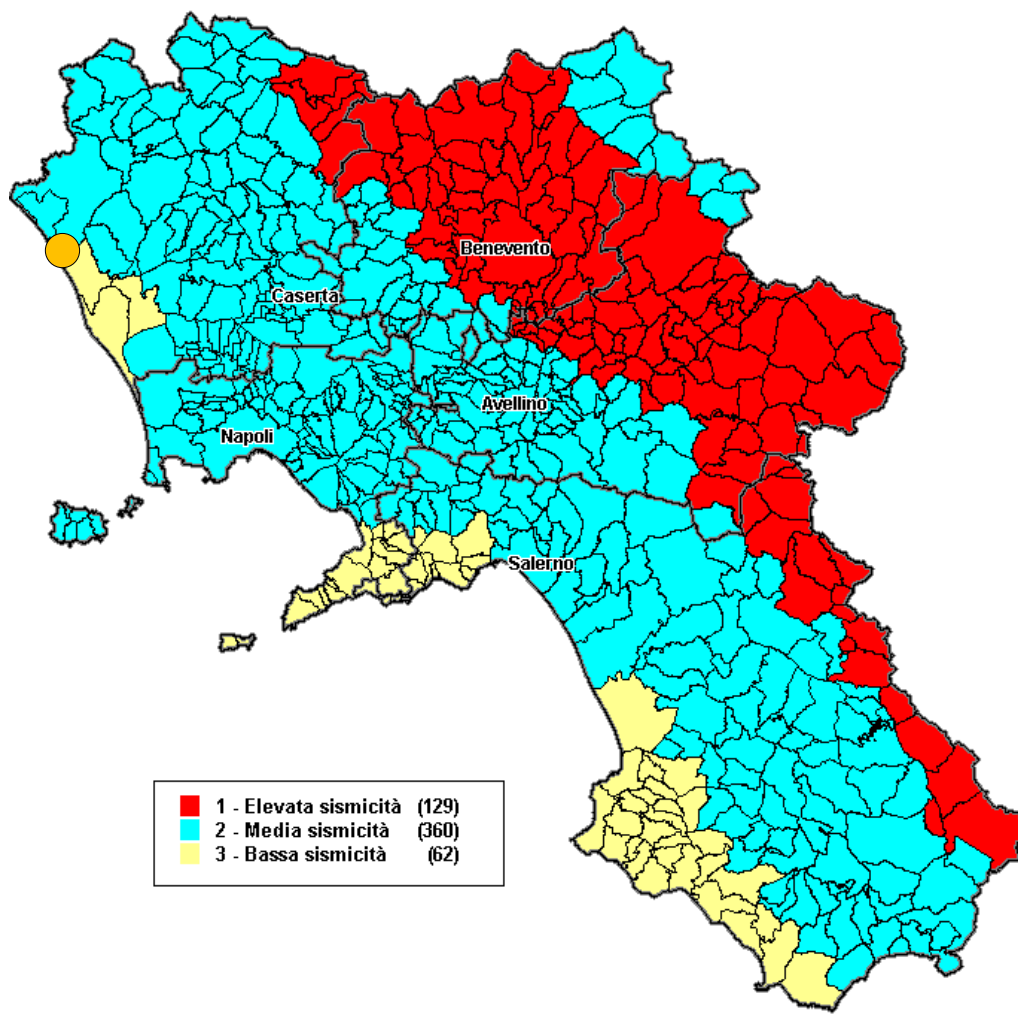 Benevento
Caserta
Avellino
Napoli
Salerno
1 - Elevata sismicità (129)
2 - Media sismicità (360)
3 - Bassa sismicità (62)